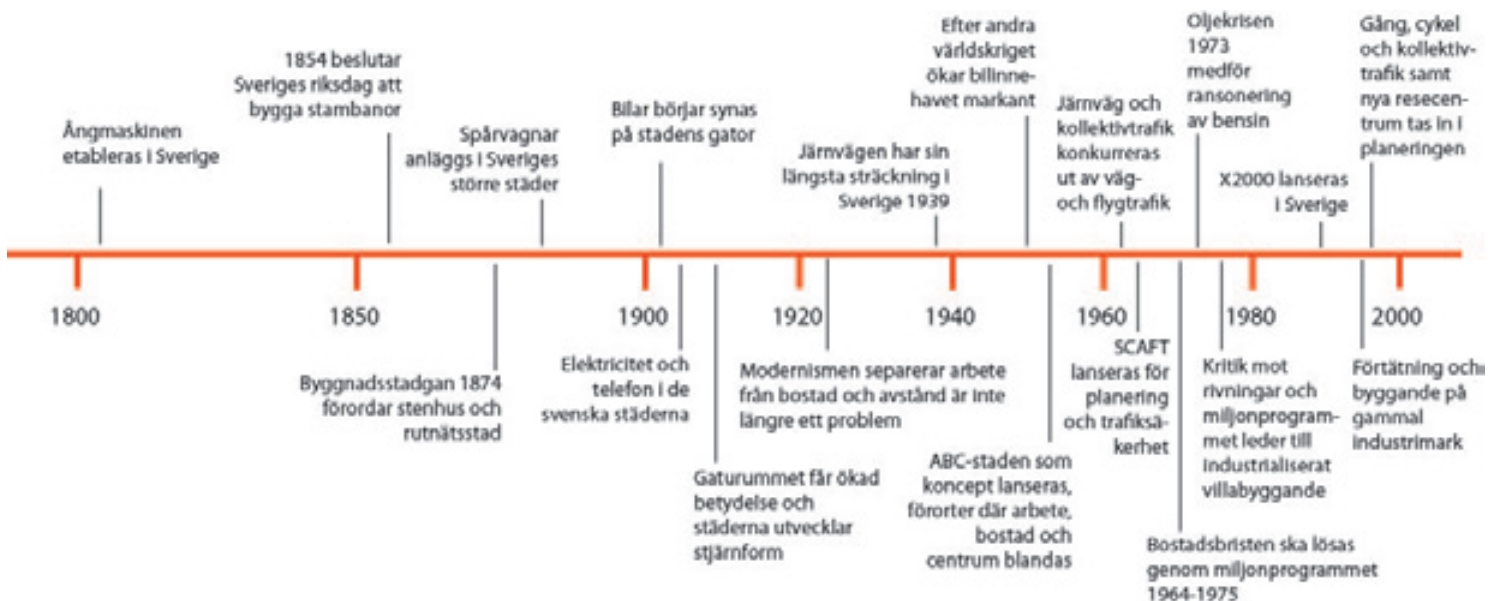 Ångmaskinen
etableras i Sverige
1854 beslutar
Sveriges riksdag att
bygga stambanor
Spårvagnar
anläggs i Sveriges
större städer
Bilar börjar synas
på stadens gator
Järnvägen har sin
längsta sträckning i
Sverige 1939
Efter andra
världskriget
ökar bilinne-
havet markant
Järnväg och
kollektivtrafik
konkurreras
ut av väg-
och flygtrafik
Oljekrisen
1973
medför
ransonering
av bensin
X2000 lanseras
i Sverige
Gång, cykel
och kollektiv-
trafik samt
nya resecen-
trum tas in i
planeringen
1800
1850
1900
1920
1940
1960
1980
2000
Byggnadsstadgan 1874
förordar stenhus och
rutnätsstad
Elektricitet och
telefon i de
svenska städerna
Gaturummet får ökad
betydelse och
städerna utvecklar
stjärnform
Modernismen separerar arbete
från bostad och avstånd är inte
längre ett problem
ABC-staden som
koncept lanseras,
förorter där arbete,
bostad och
centrum blandas
SCAFT
lanseras för
planering
och trafiksä-
kerhet
Bostadsbristen ska lösas
genom miljonprogrammet
1964-1975
Kritik mot
rivningar och
miljonprogram-
met leder till
industrialiserat
villabyggande
Förtätning och
byggande på
gammal
industrimark